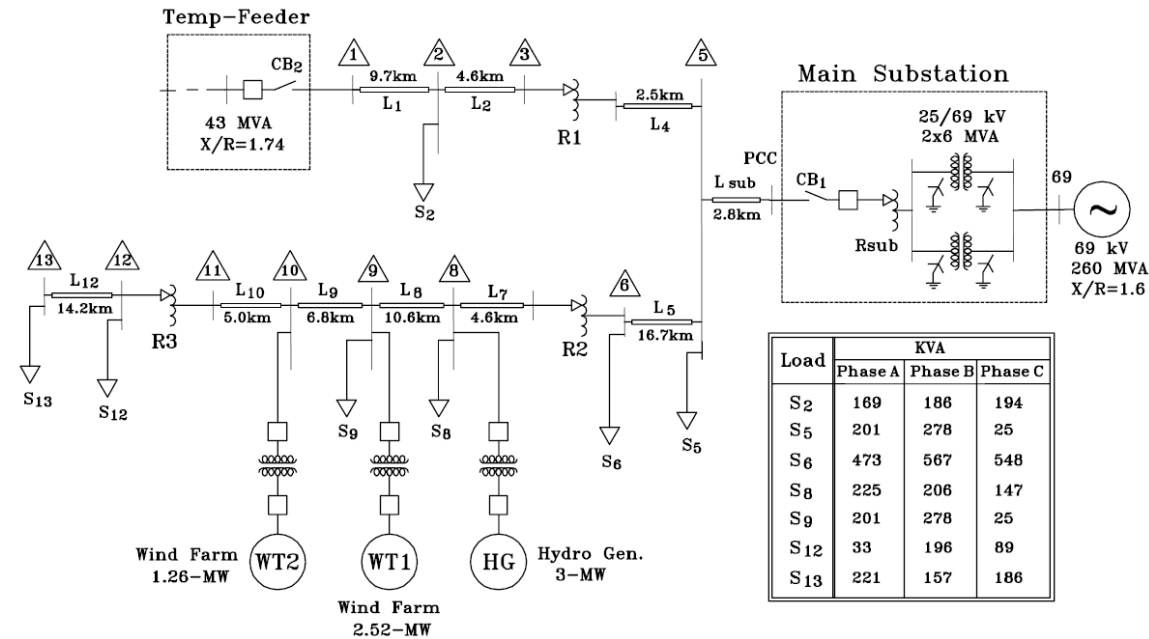 Temp-Feeder
CB2
43 MVA
X/R=1.74
1
2
3
5
9.7km
L1
4.6km
L2
R1
2.5km
L4
S2
PCC
L sub
2.8km
Main Substation
25/69 kV
2x6 MVA
CB1
Rsub
69
~
69 kV
260 MVA
X/R=1.6
13
12
11
10
9
8
6
L12
14.2km
R3
L10
5.0km
L9
6.8km
L8
10.6km
L7
4.6km
R2
L5
16.7km
S13
S12
S9
S8
S6
S5
Wind Farm
1.26-MW
WT2
WT1
Wind Farm
2.52-MW
HG
Hydro Gen.
3-MW
Load KVA
Phase A Phase B Phase C
S2 169 186 194
S5 201 278 25
S6 473 567 548
S8 225 206 147
S9 201 278 25
S12 33 196 89
S13 221 157 186